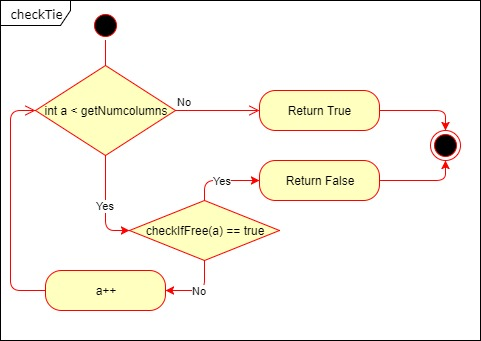 checkTie
int a < getNumcolumns
No
Return True
Yes
Return False
Yes
checkIfFree(a) == true
No
a++